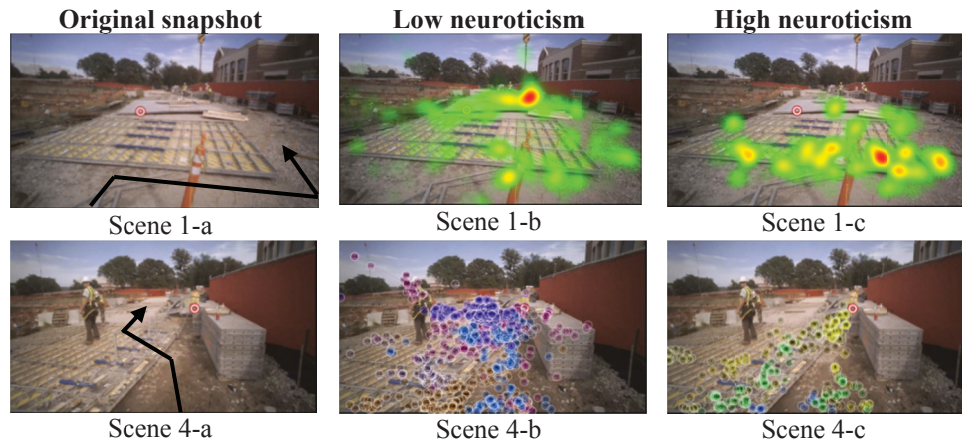 Original snapshot Low neuroticism High neuroticism
Scene 1-a Scene 1-b Scene 1-c
Scene 4-a Scene 4-b Scene 4-c